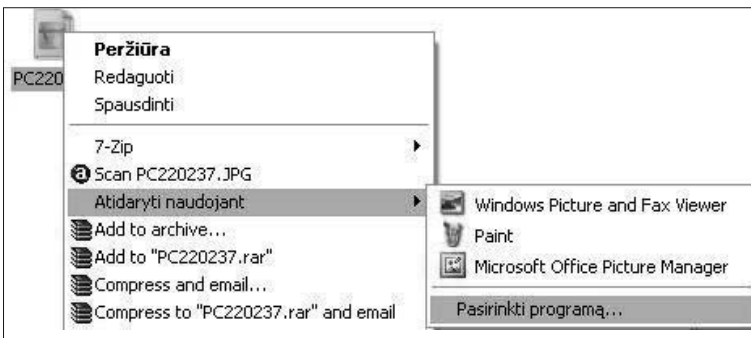 PC220
Peržiūra
Redaguoti
Spausdinti
7-Zip
Scan PC220237.JPG
Atidaryti naudojant
Add to archive...
Add to "PC220237.rar"
Compress and email...
Compress to "PC220237.rar" and email
Windows Picture and Fax Viewer
Paint
Microsoft Office Picture Manager
Pasirinkti programą...